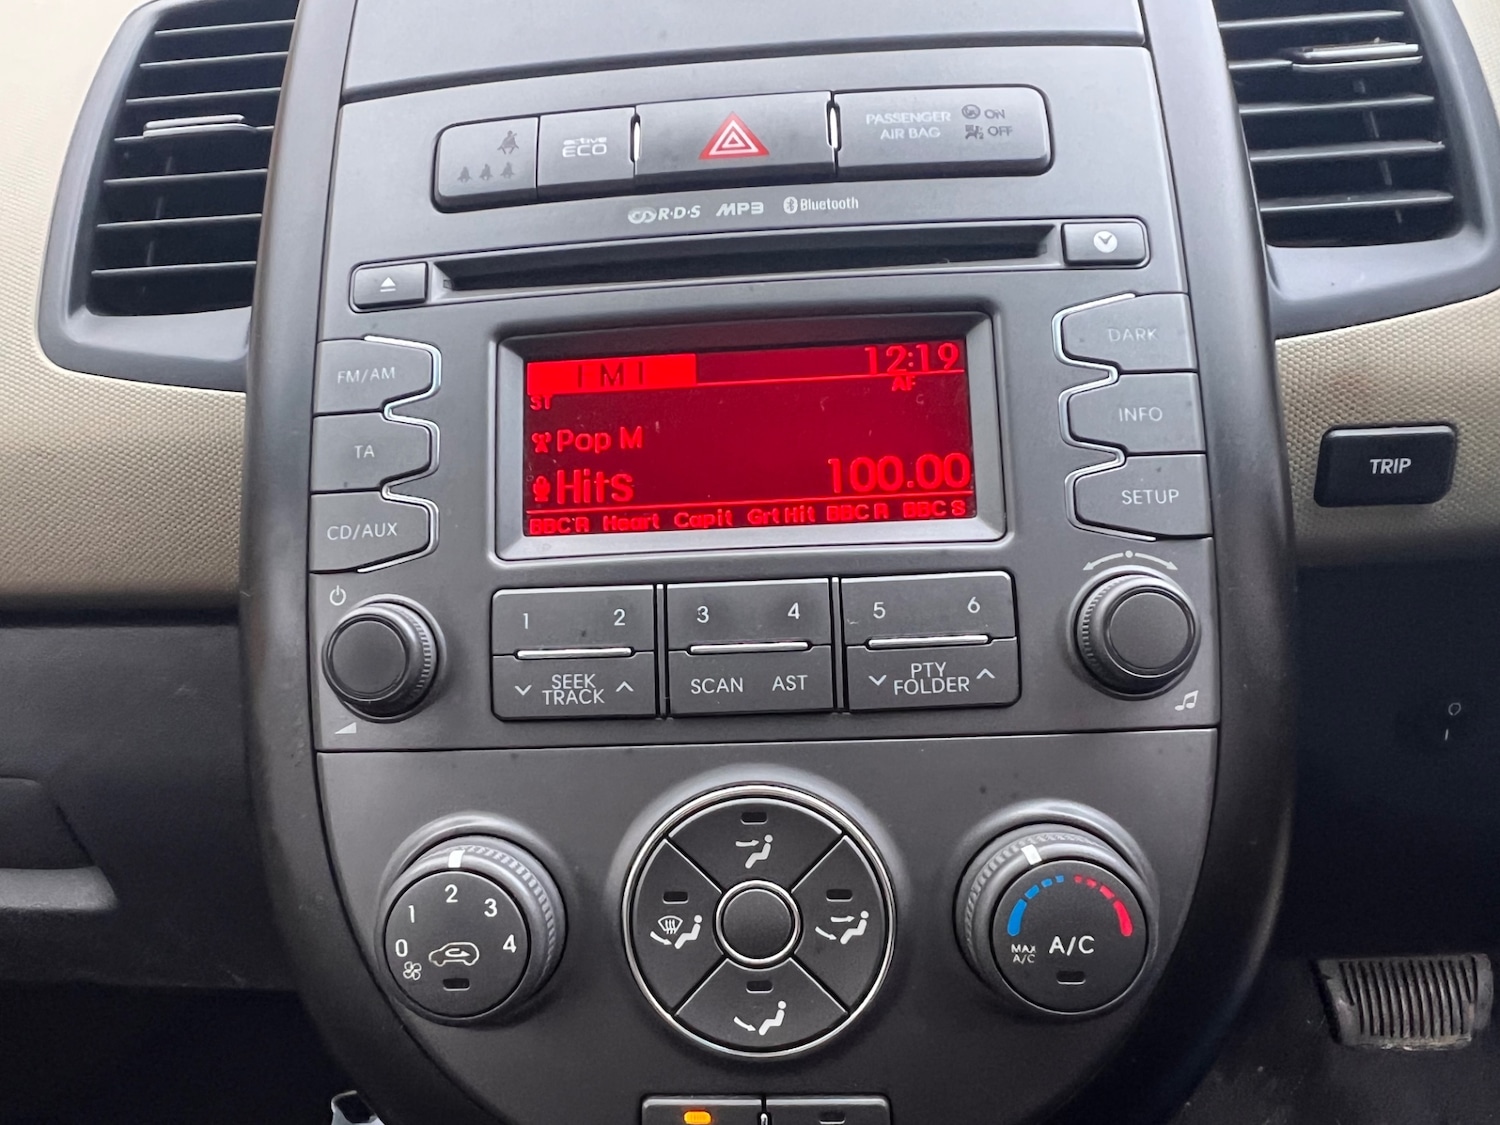 active
ECO
PASSENGER
AIR BAG
ON
OFF
R·D·S MP3 Bluetooth
FM/AM
TA
CD/AUX
12:19
ST
AF
Pop M
Hits
100.00
BBC R Heart Capit Grt Hit BBC R BBC S
DARK
INFO
SETUP
TRIP
1 2 3 4 5 6
SEEK
TRACK
SCAN AST
PTY
FOLDER
0 1 2 3 4
MAX
A/C
A/C